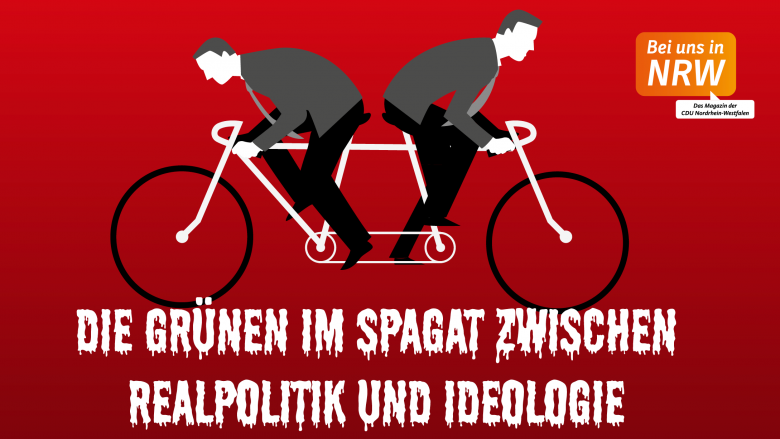 Bei uns in
NRW
Das Magazin der
CDU Nordrhein-Westfalen
DIE GRÜNEN IM SPAGAT ZWISCHEN
REALPOLITIK UND IDEOLOGIE